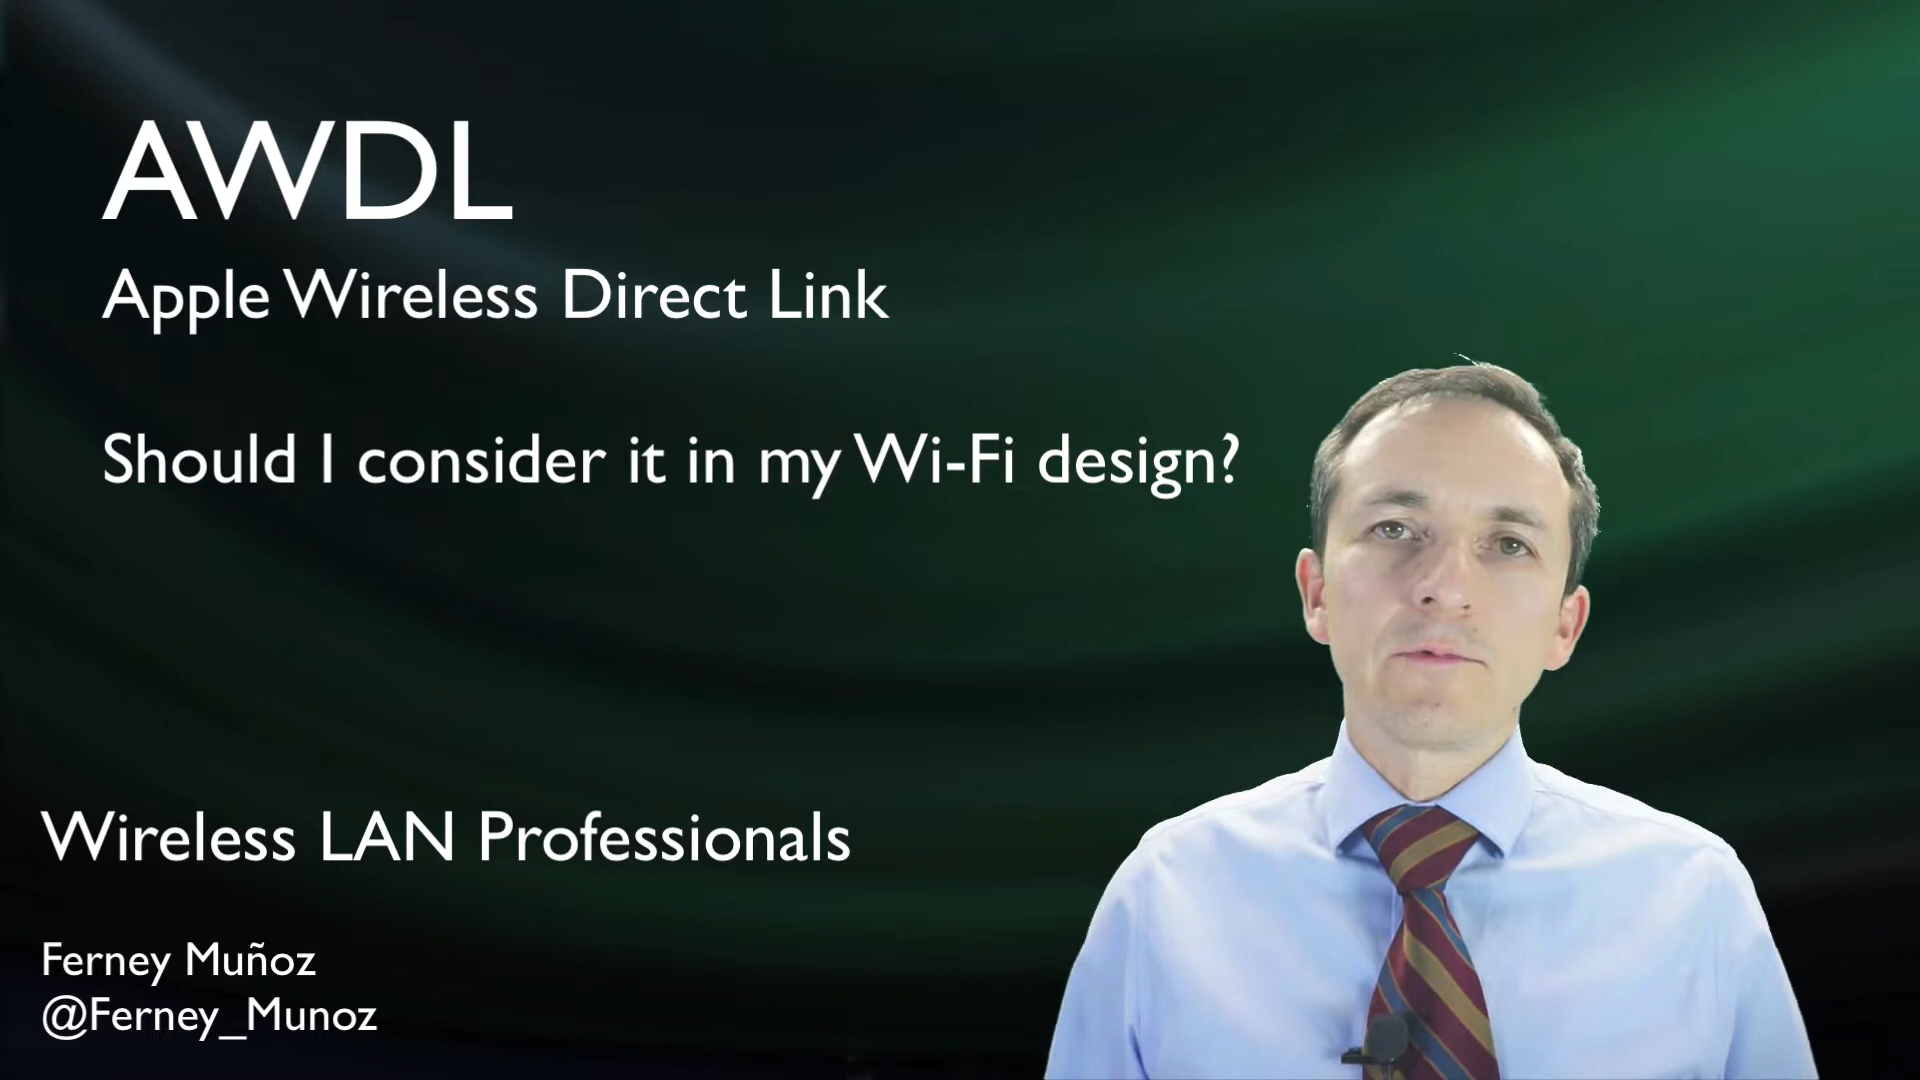 AWDL
Apple Wireless Direct Link
Should I consider it in my Wi-Fi design?
Wireless LAN Professionals
Ferney Muñoz
@Ferney_Munoz